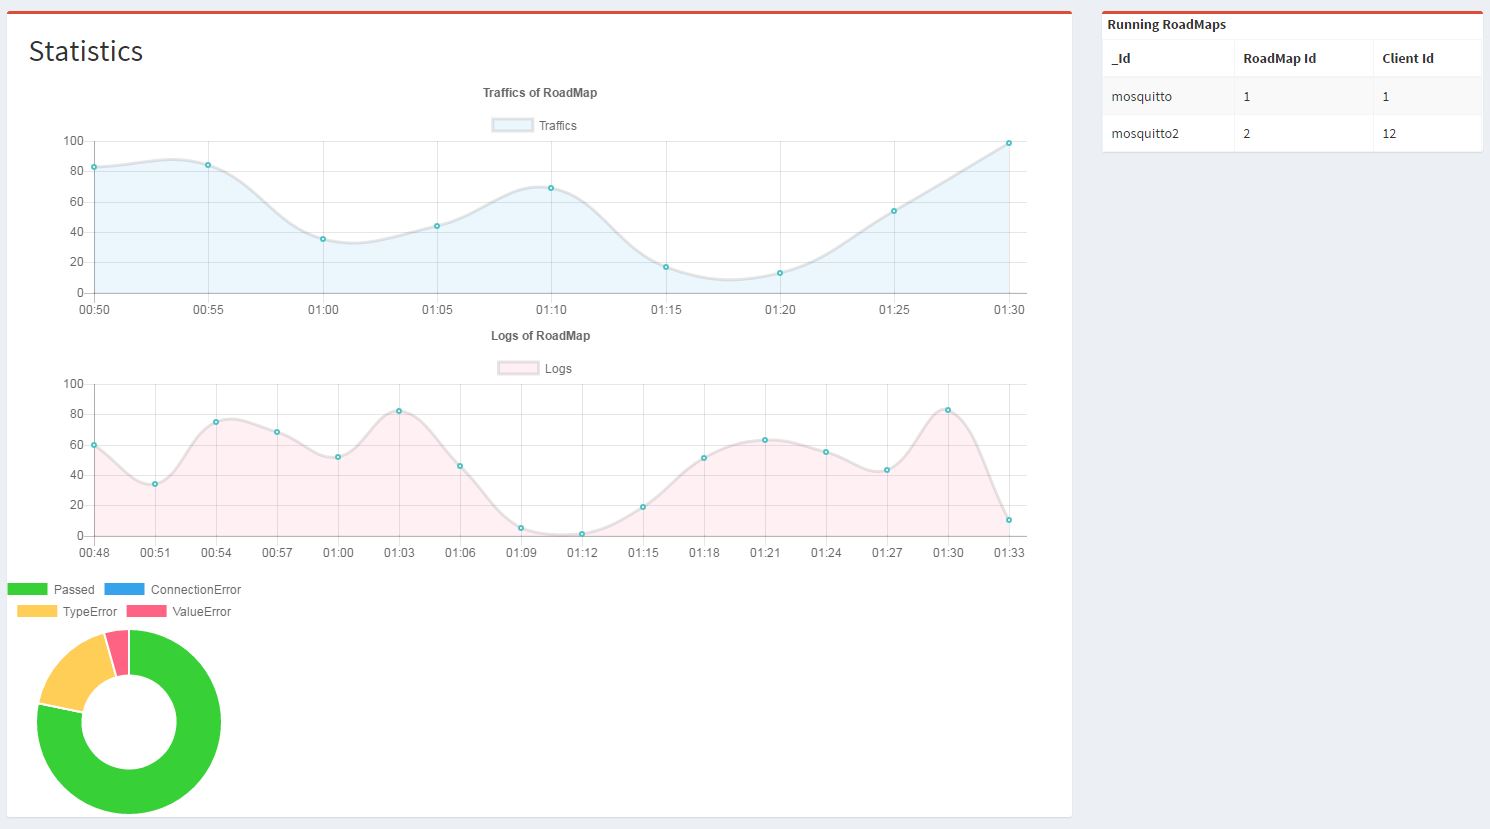 Statistics
Traffics of RoadMap
Traffics
100
80
60
40
20
0
00:50 00:55 01:00 01:05 01:10 01:15 01:20 01:25 01:30
Logs of RoadMap
Logs
100
80
60
40
20
0
00:48 00:51 00:54 00:57 01:00 01:03 01:06 01:09 01:12 01:15 01:18 01:21 01:24 01:27 01:30 01:33
Passed ConnectionError
TypeError ValueError
Running RoadMaps
_Id RoadMap Id Client Id
mosquitto 1 1
mosquitto2 2 12